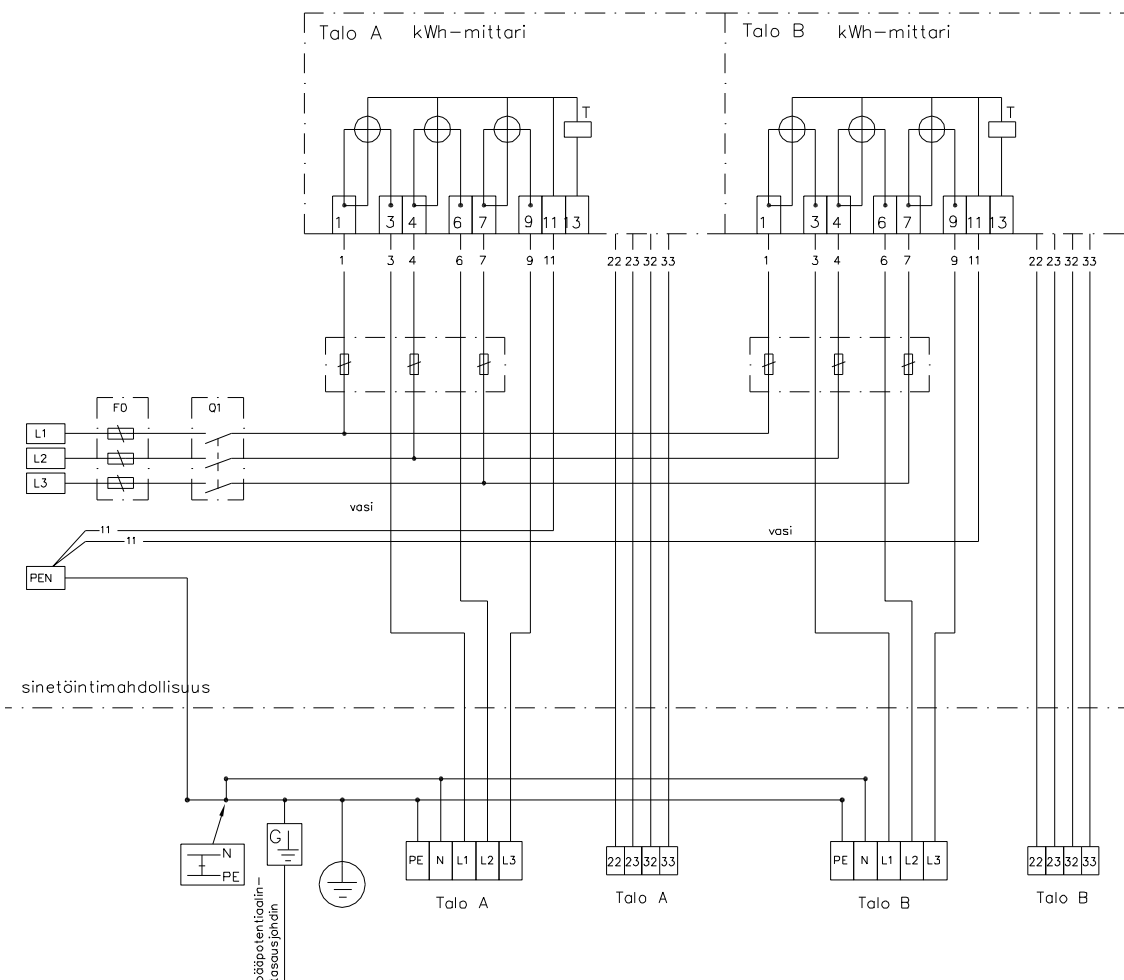 Talo A kWh-mittari
Talo B kWh-mittari
T
T
1 3 4 6 7 9 11 13
1 3 4 6 7 9 11 13
1 3 4 6 7 9 11
22 23 32 33
1 3 4 6 7 9 11
22 23 32 33
F0
Q1
L1
L2
L3
vasi
11
11
vasi
PEN
sinetöintimahdollisuus
N
PE
G
PE N L1 L2 L3
22 23 32 33
PE N L1 L2 L3
22 23 32 33
Talo A
Talo A
Talo B
Talo B
pääpotentiaalin-
tasausjohdin